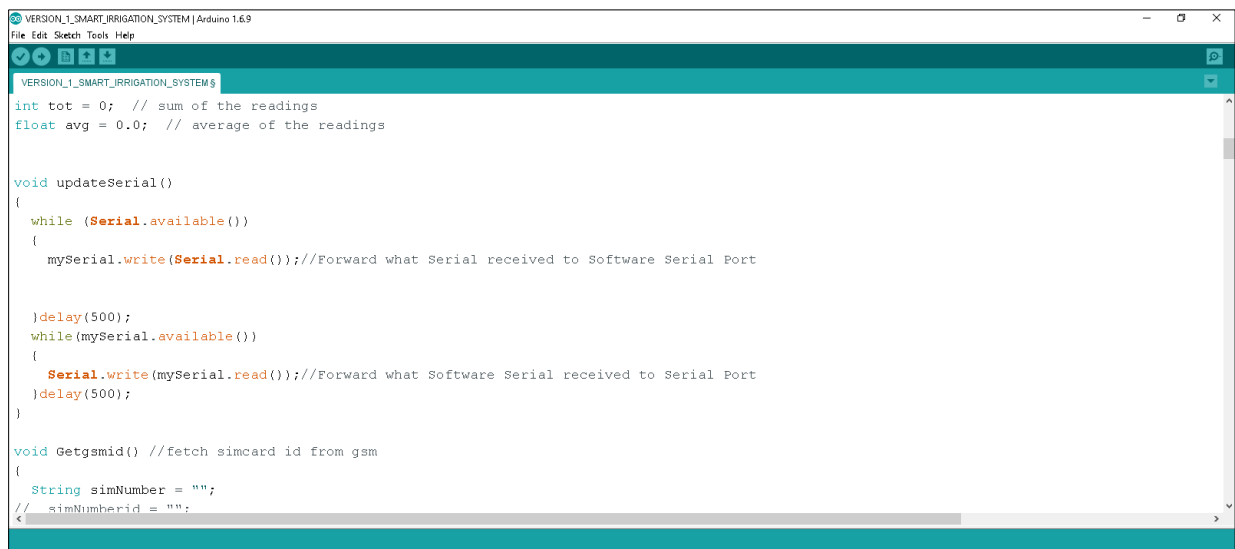 VERSION_1_SMART_IRRIGATION_SYSTEM | Arduino 1.6.9
File Edit Sketch Tools Help
VERSION_1_SMART_IRRIGATION_SYSTEM §
int tot = 0;  // sum of the readings
float avg = 0.0;  // average of the readings
void updateSerial()
{
  while (Serial.available())
  {
    mySerial.write(Serial.read());//Forward what Serial received to Software Serial Port
  }delay(500);
  while(mySerial.available())
  {
    Serial.write(mySerial.read());//Forward what Software Serial received to Serial Port
  }delay(500);
}
void Getgsmid() //fetch simcard id from gsm
{
  String simNumber = "";
//  simNumberid = "";